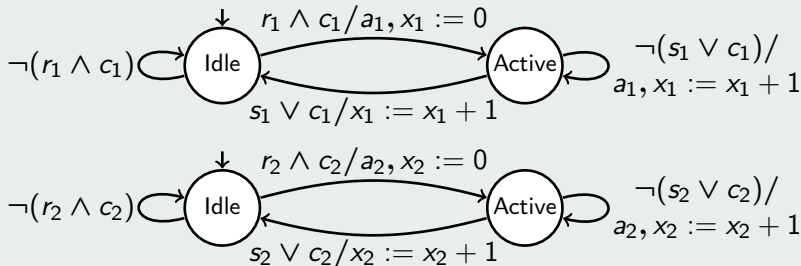 r₁ ∧ c₁/a₁, x₁ := 0
¬(r₁ ∧ c₁)
Idle
Active
¬(s₁ ∨ c₁)/
a₁, x₁ := x₁ + 1
s₁ ∨ c₁/x₁ := x₁ + 1
r₂ ∧ c₂/a₂, x₂ := 0
¬(r₂ ∧ c₂)
Idle
Active
¬(s₂ ∨ c₂)/
a₂, x₂ := x₂ + 1
s₂ ∨ c₂/x₂ := x₂ + 1